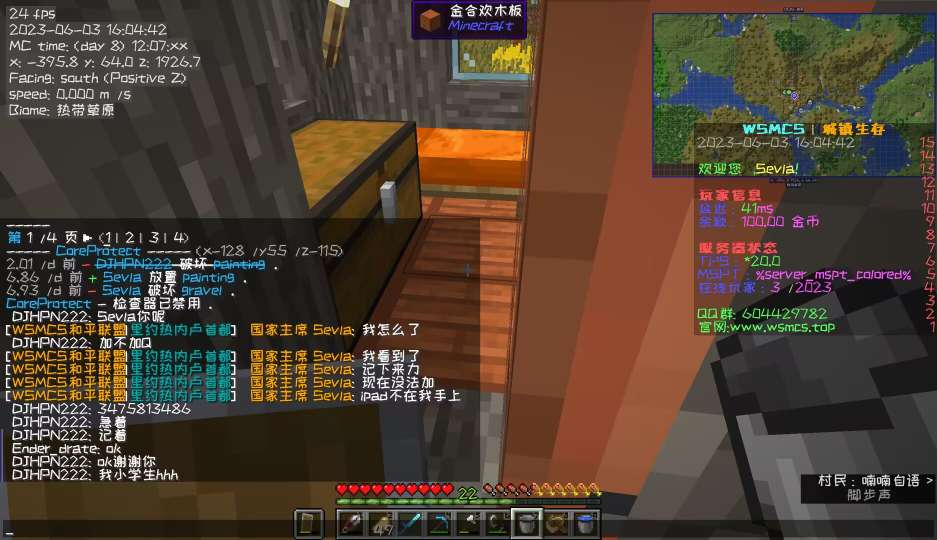 24 fps
2023-06-03 16:04:42
MC time: (day 8) 12:07:xx
x: -395.8 y: 64.0 z: 1926.7
Facing: south (Positive Z)
speed: 0,000 m /s
Biome: 热带草原
金合欢木板
Minecraft
WSMCS | 城镇生存
2023-06-03 16:04:42
欢迎您, Sevla!
玩家信息
延迟: 41ms
余额: 100.00 金币
服务器状态
TPS: *20.0
MSPT: %server_mspt_colored%
在线玩家: 3 /2023
QQ群: 604429782
官网:www.wsmcs.top
15
14
13
12
11
10
9
8
7
6
5
4
3
2
1
-----
第 1 /4 页 ▶ (1| 2| 3| 4)
----- CoreProtect ----- (x-128 /y55 /z-115)
2.01 /d 前 - DJHPN222 破坏 painting .
6.86 /d 前 + Sevla 放置 painting .
6.93 /d 前 - Sevla 破坏 gravel .
CoreProtect - 检查器已禁用 .
DJHPN222: Sevla你呢
[WSMCS和平联盟|里约热内卢首都] 国家主席 Sevla: 我怎么了
DJHPN222: 加不加Q
[WSMCS和平联盟|里约热内卢首都] 国家主席 Sevla: 我看到了
[WSMCS和平联盟|里约热内卢首都] 国家主席 Sevla: 记下来力
[WSMCS和平联盟|里约热内卢首都] 国家主席 Sevla: 现在没法加
[WSMCS和平联盟|里约热内卢首都] 国家主席 Sevla: iPad不在我手上
DJHPN222: 3475813486
DJHPN222: 急着
DJHPN222: 记着
Ender_drate: ok
DJHPN222: ok谢谢你
DJHPN222: 我小学生hhh
村民：喃喃自语 >
脚步声
22
49